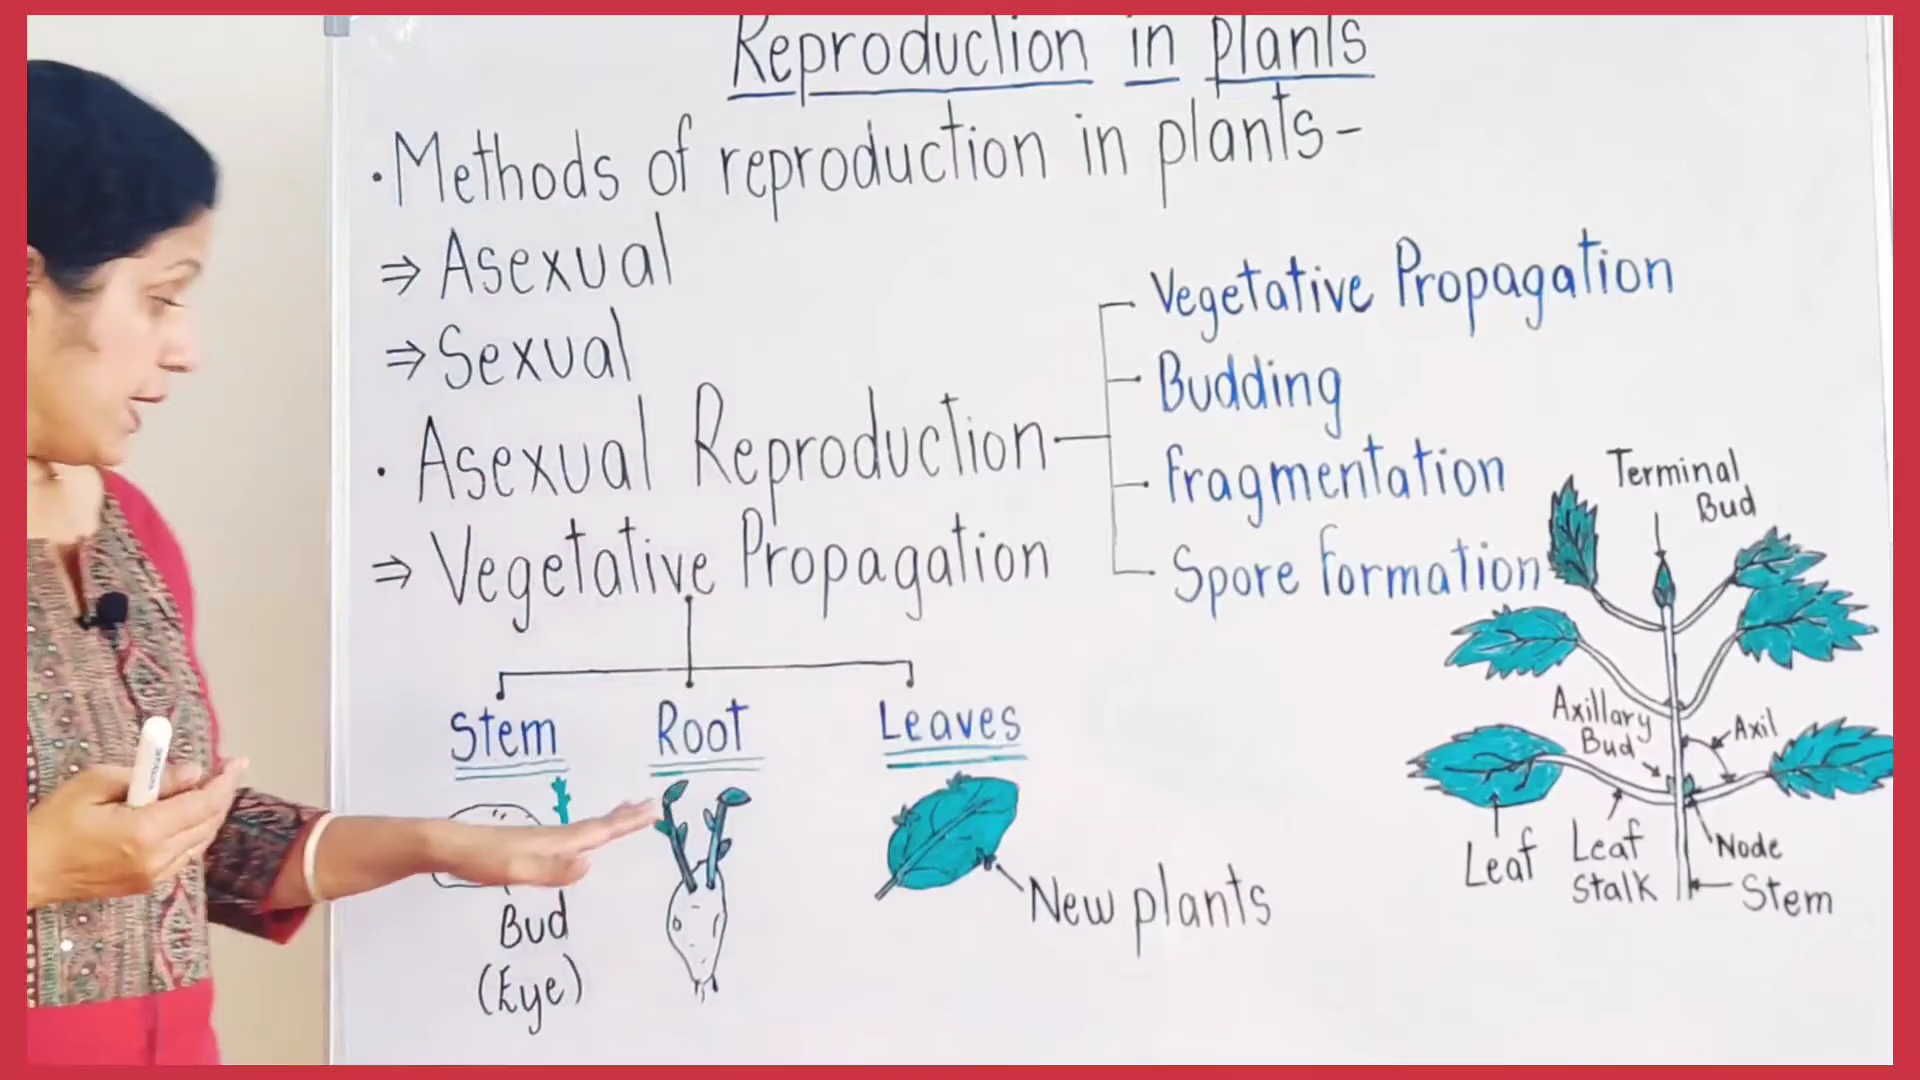 Reproduction in plants
· Methods of reproduction in plants-
⇒ Asexual
⇒ Sexual
· Asexual Reproduction
Vegetative Propagation
Budding
Fragmentation
Spore Formation
⇒ Vegetative Propagation
Stem
Root
Leaves
Bud
(Eye)
New plants
Terminal
Bud
Axillary
Bud
Axil
Leaf
Leaf
Stalk
Node
Stem